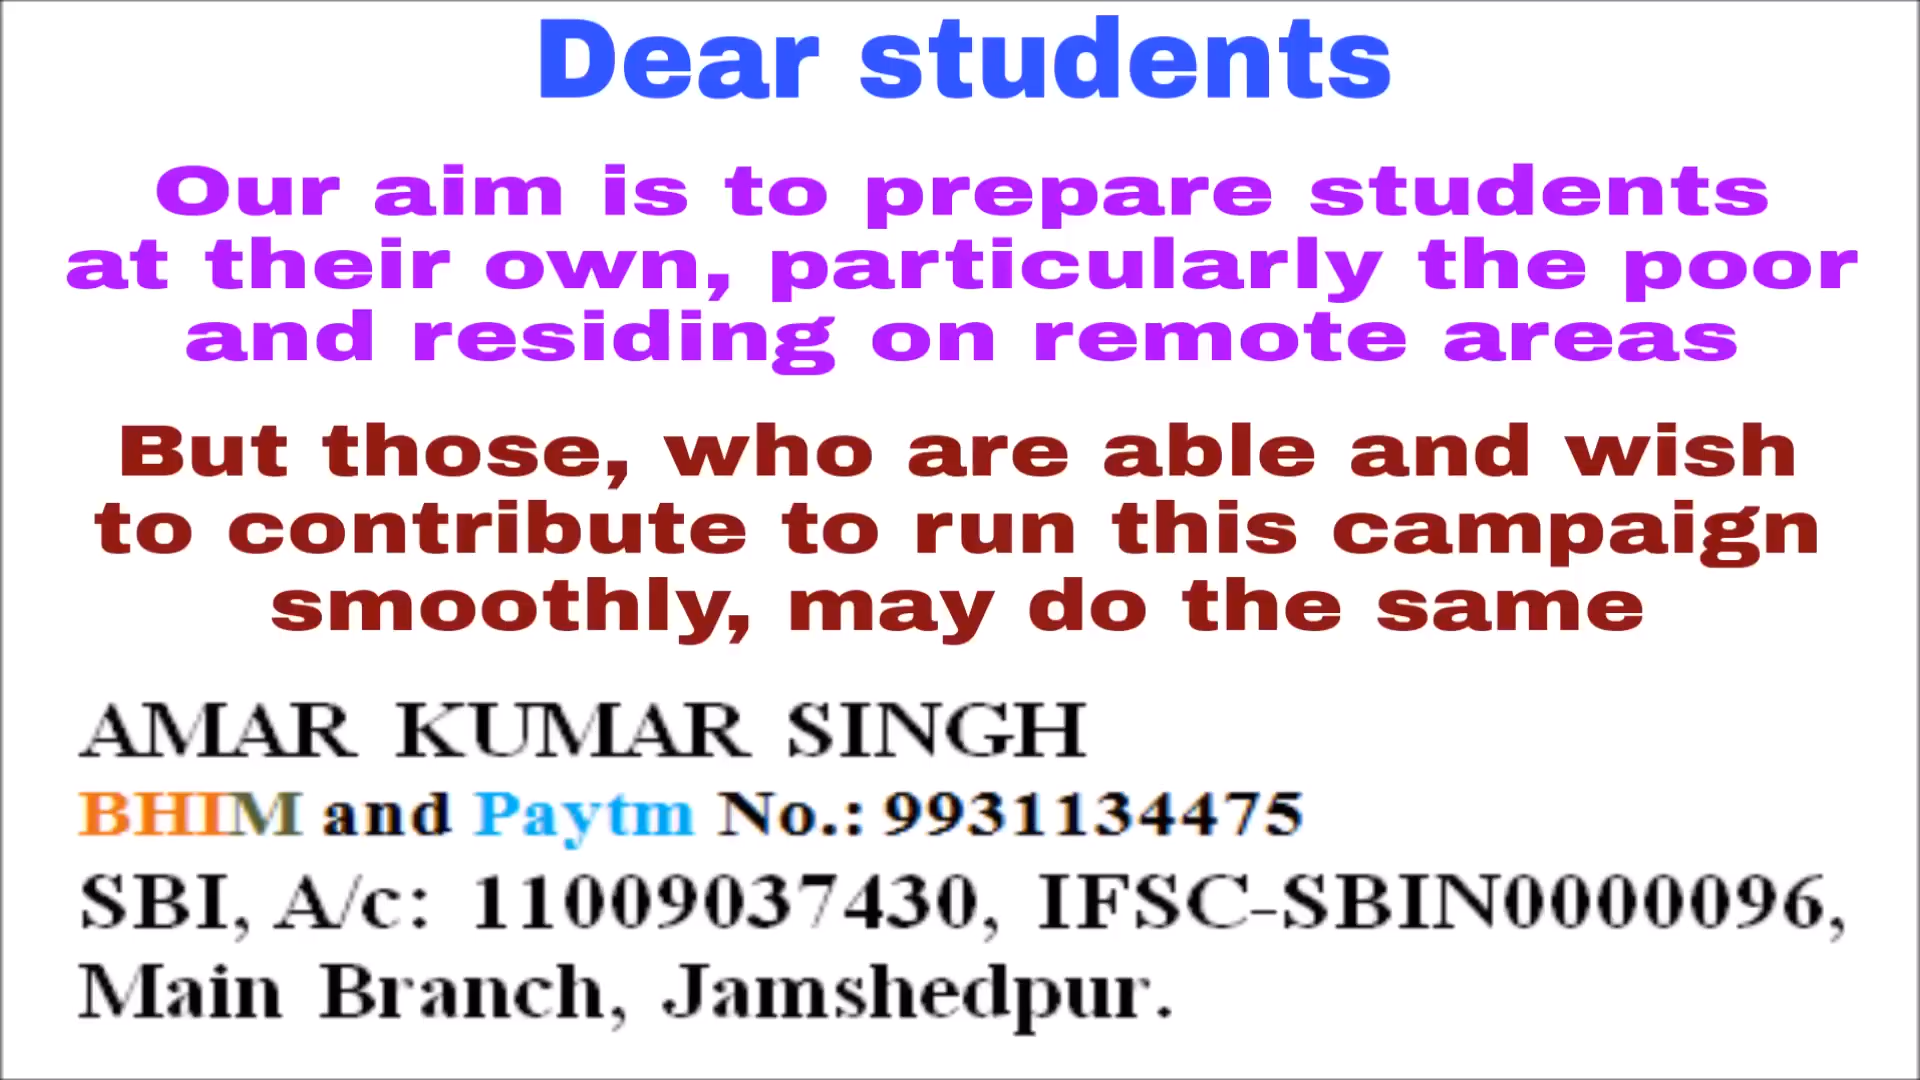 Dear students
Our aim is to prepare students
at their own, particularly the poor
and residing on remote areas
But those, who are able and wish
to contribute to run this campaign
smoothly, may do the same
AMAR KUMAR SINGH
BHIM and Paytm No.: 9931134475
SBI, A/c: 11009037430, IFSC-SBIN0000096,
Main Branch, Jamshedpur.